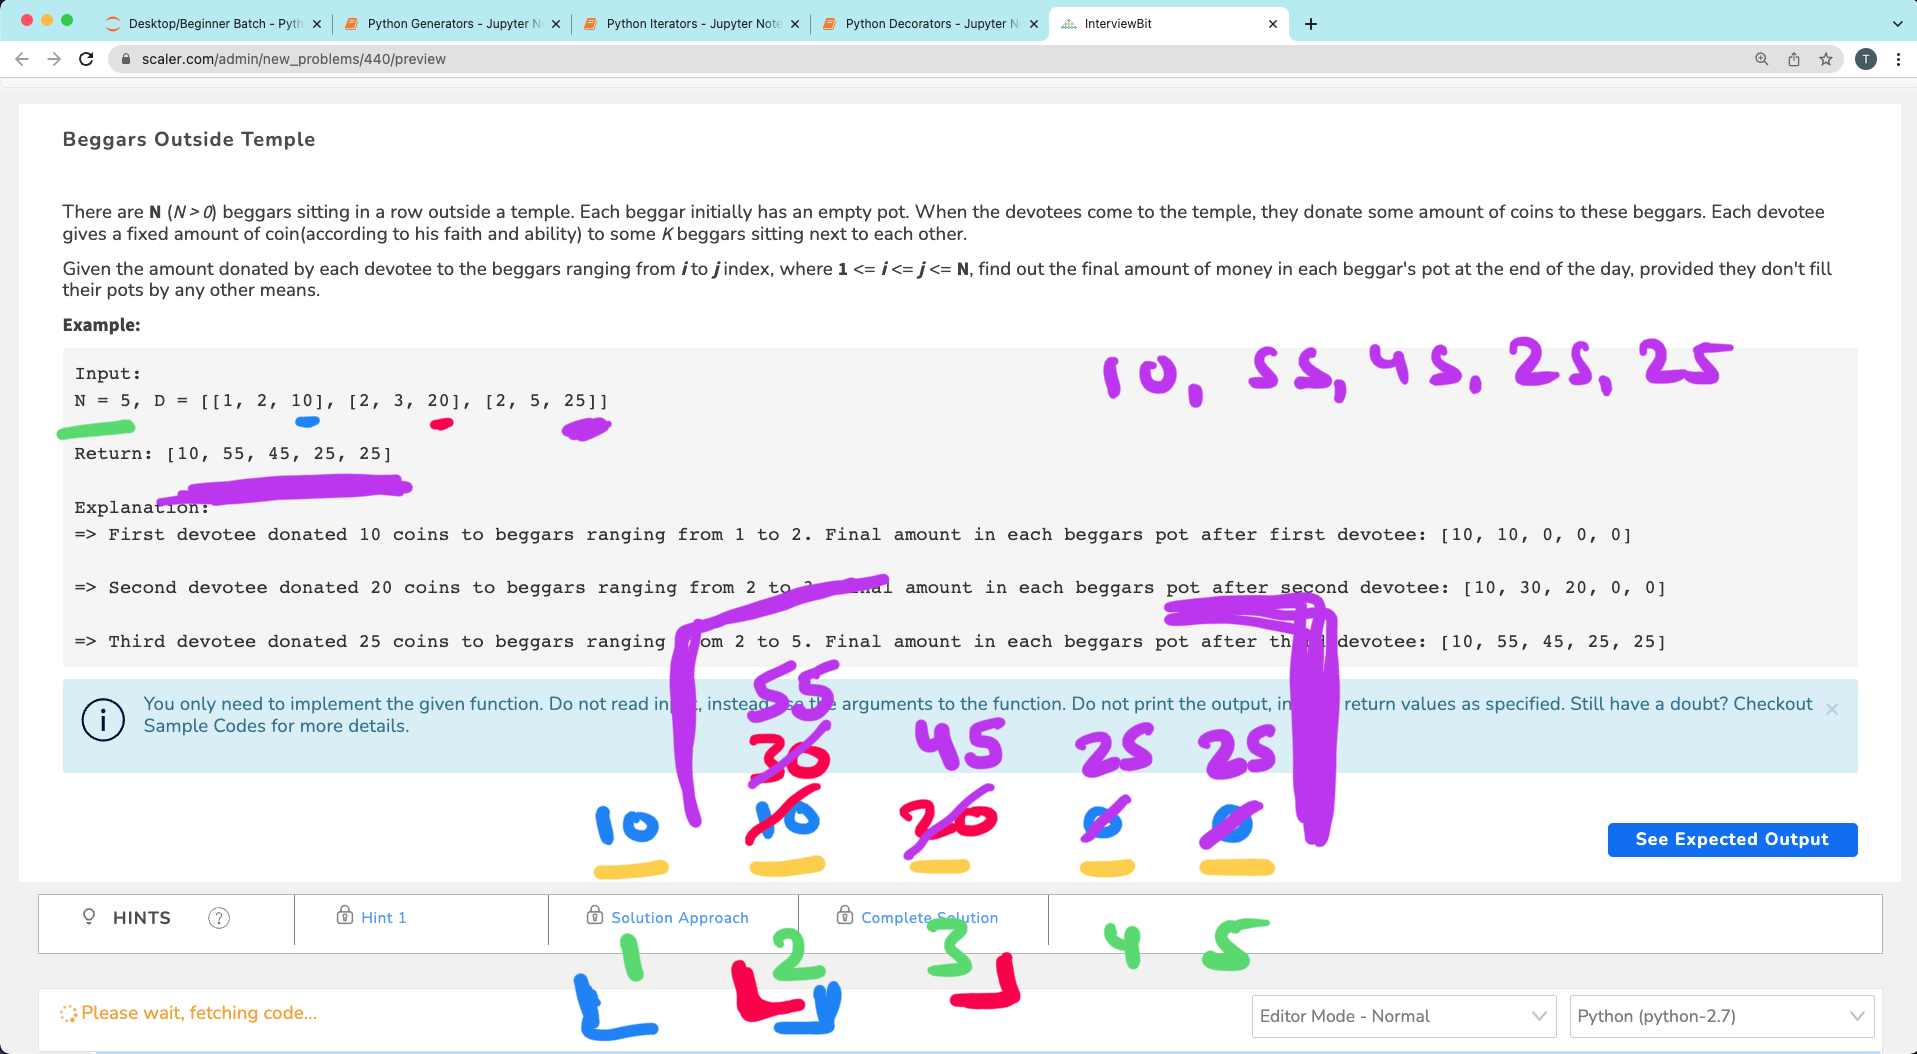 Desktop/Beginner Batch - Pyth
Python Generators - Jupyter N
Python Iterators - Jupyter Note
Python Decorators - Jupyter N
InterviewBit
scaler.com/admin/new_problems/440/preview
T
Beggars Outside Temple
There are N (N > 0) beggars sitting in a row outside a temple. Each beggar initially has an empty pot. When the devotees come to the temple, they donate some amount of coins to these beggars. Each devotee
gives a fixed amount of coin(according to his faith and ability) to some K beggars sitting next to each other.
Given the amount donated by each devotee to the beggars ranging from i to j index, where 1 <= i <= j <= N, find out the final amount of money in each beggar's pot at the end of the day, provided they don't fill
their pots by any other means.
Example:
10, 55, 45, 25, 25
Input:
N = 5, D = [[1, 2, 10], [2, 3, 20], [2, 5, 25]]
Return: [10, 55, 45, 25, 25]
Explanation:
=> First devotee donated 10 coins to beggars ranging from 1 to 2. Final amount in each beggars pot after first devotee: [10, 10, 0, 0, 0]
=> Second devotee donated 20 coins to beggars ranging from 2 to amount in each beggars pot after second devotee: [10, 30, 20, 0, 0]
=> Third devotee donated 25 coins to beggars ranging 2 to 5. Final amount in each beggars pot after devotee: [10, 55, 45, 25, 25]
You only need to implement the given function. Do not read , instead the arguments to the function. Do not print the output, return values as specified. Still have a doubt? Checkout
Sample Codes for more details.
55
30 45 25 25
10 10 20 0 0
See Expected Output
HINTS ? Hint 1 Solution Approach Complete Solution
1 2 3 4 5
Please wait, fetching code...
Editor Mode - Normal
Python (python-2.7)